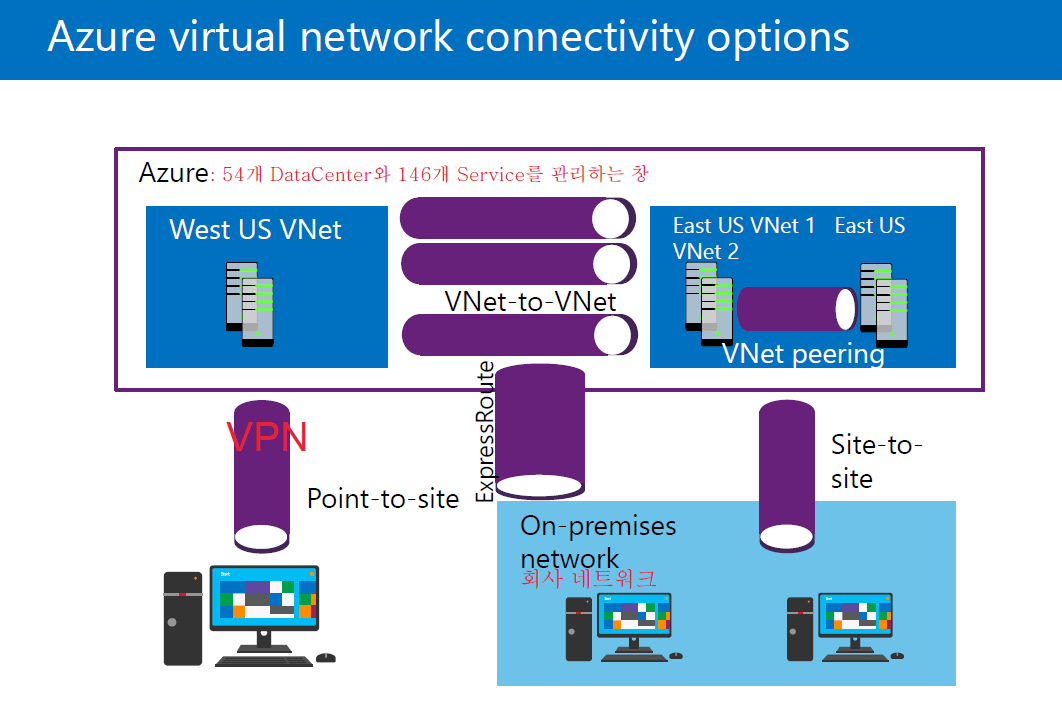 Azure virtual network connectivity options
Azure: 54개 DataCenter와 146개 Service를 관리하는 창
West US VNet
East US VNet 1 East US
VNet 2
VNet-to-VNet
VNet peering
ExpressRoute
VPN
Site-to-
site
Point-to-site
On-premises
network
회사 네트워크